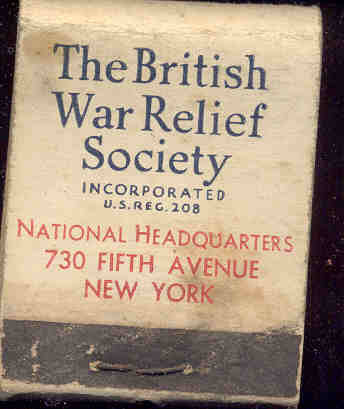 The British
War Relief
Society
INCORPORATED
U.S. REG. 208
NATIONAL HEADQUARTERS
730 FIFTH AVENUE
NEW YORK